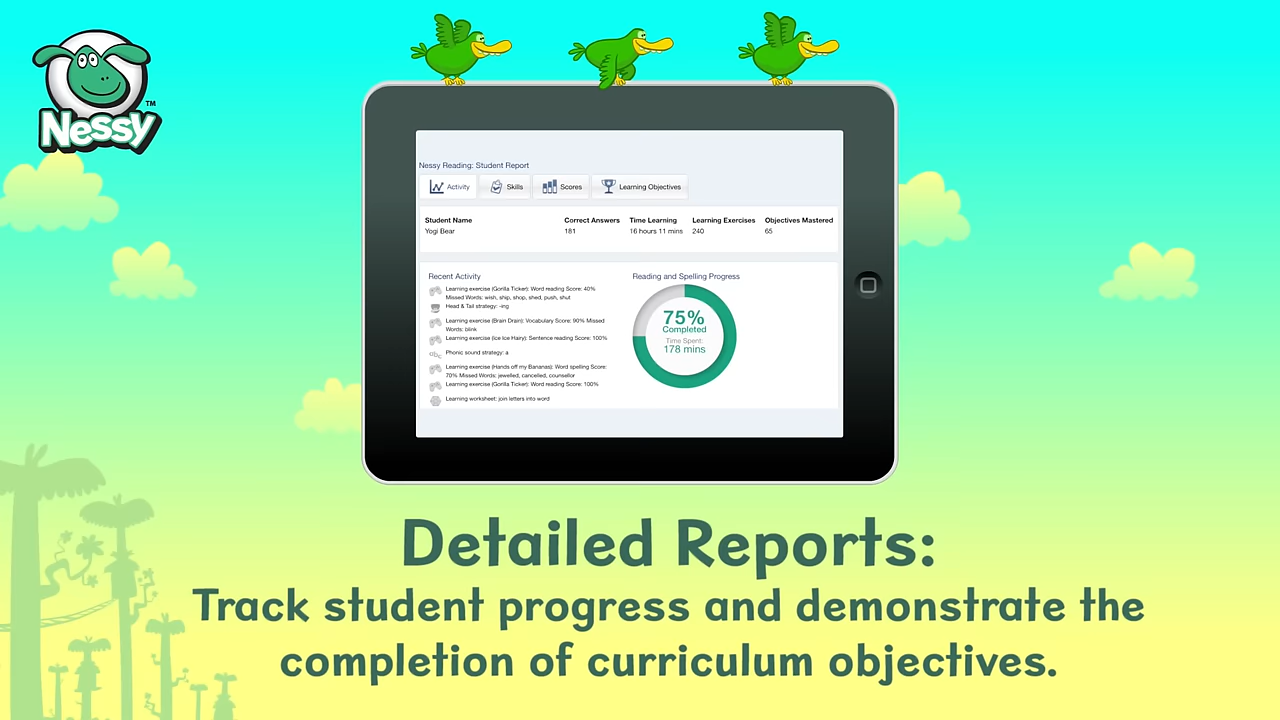 Nessy™
Nessy Reading: Student Report
Activity
Skills
Scores
Learning Objectives
Student Name Correct Answers Time Learning Learning Exercises Objectives Mastered
Yogi Bear 181 16 hours 11 mins 240 65
Recent Activity
Learning exercise (Gorilla Ticker): Word reading Score: 40%
Missed Words: wish, ship, shop, shed, push, shut
Head & Tail strategy: -ing
Learning exercise (Brain Drain): Vocabulary Score: 90% Missed
Words: blink
Learning exercise (Ice Ice Hairy): Sentence reading Score: 100%
abc
Phonic sound strategy: a
Learning exercise (Hands off my Bananas): Word spelling Score:
70% Missed Words: jewelled, cancelled, counsellor
Learning exercise (Gorilla Ticker): Word reading Score: 100%
Learning worksheet: join letters into word
Reading and Spelling Progress
75%
Completed
Time Spent:
178 mins
Detailed Reports:
Track student progress and demonstrate the
completion of curriculum objectives.